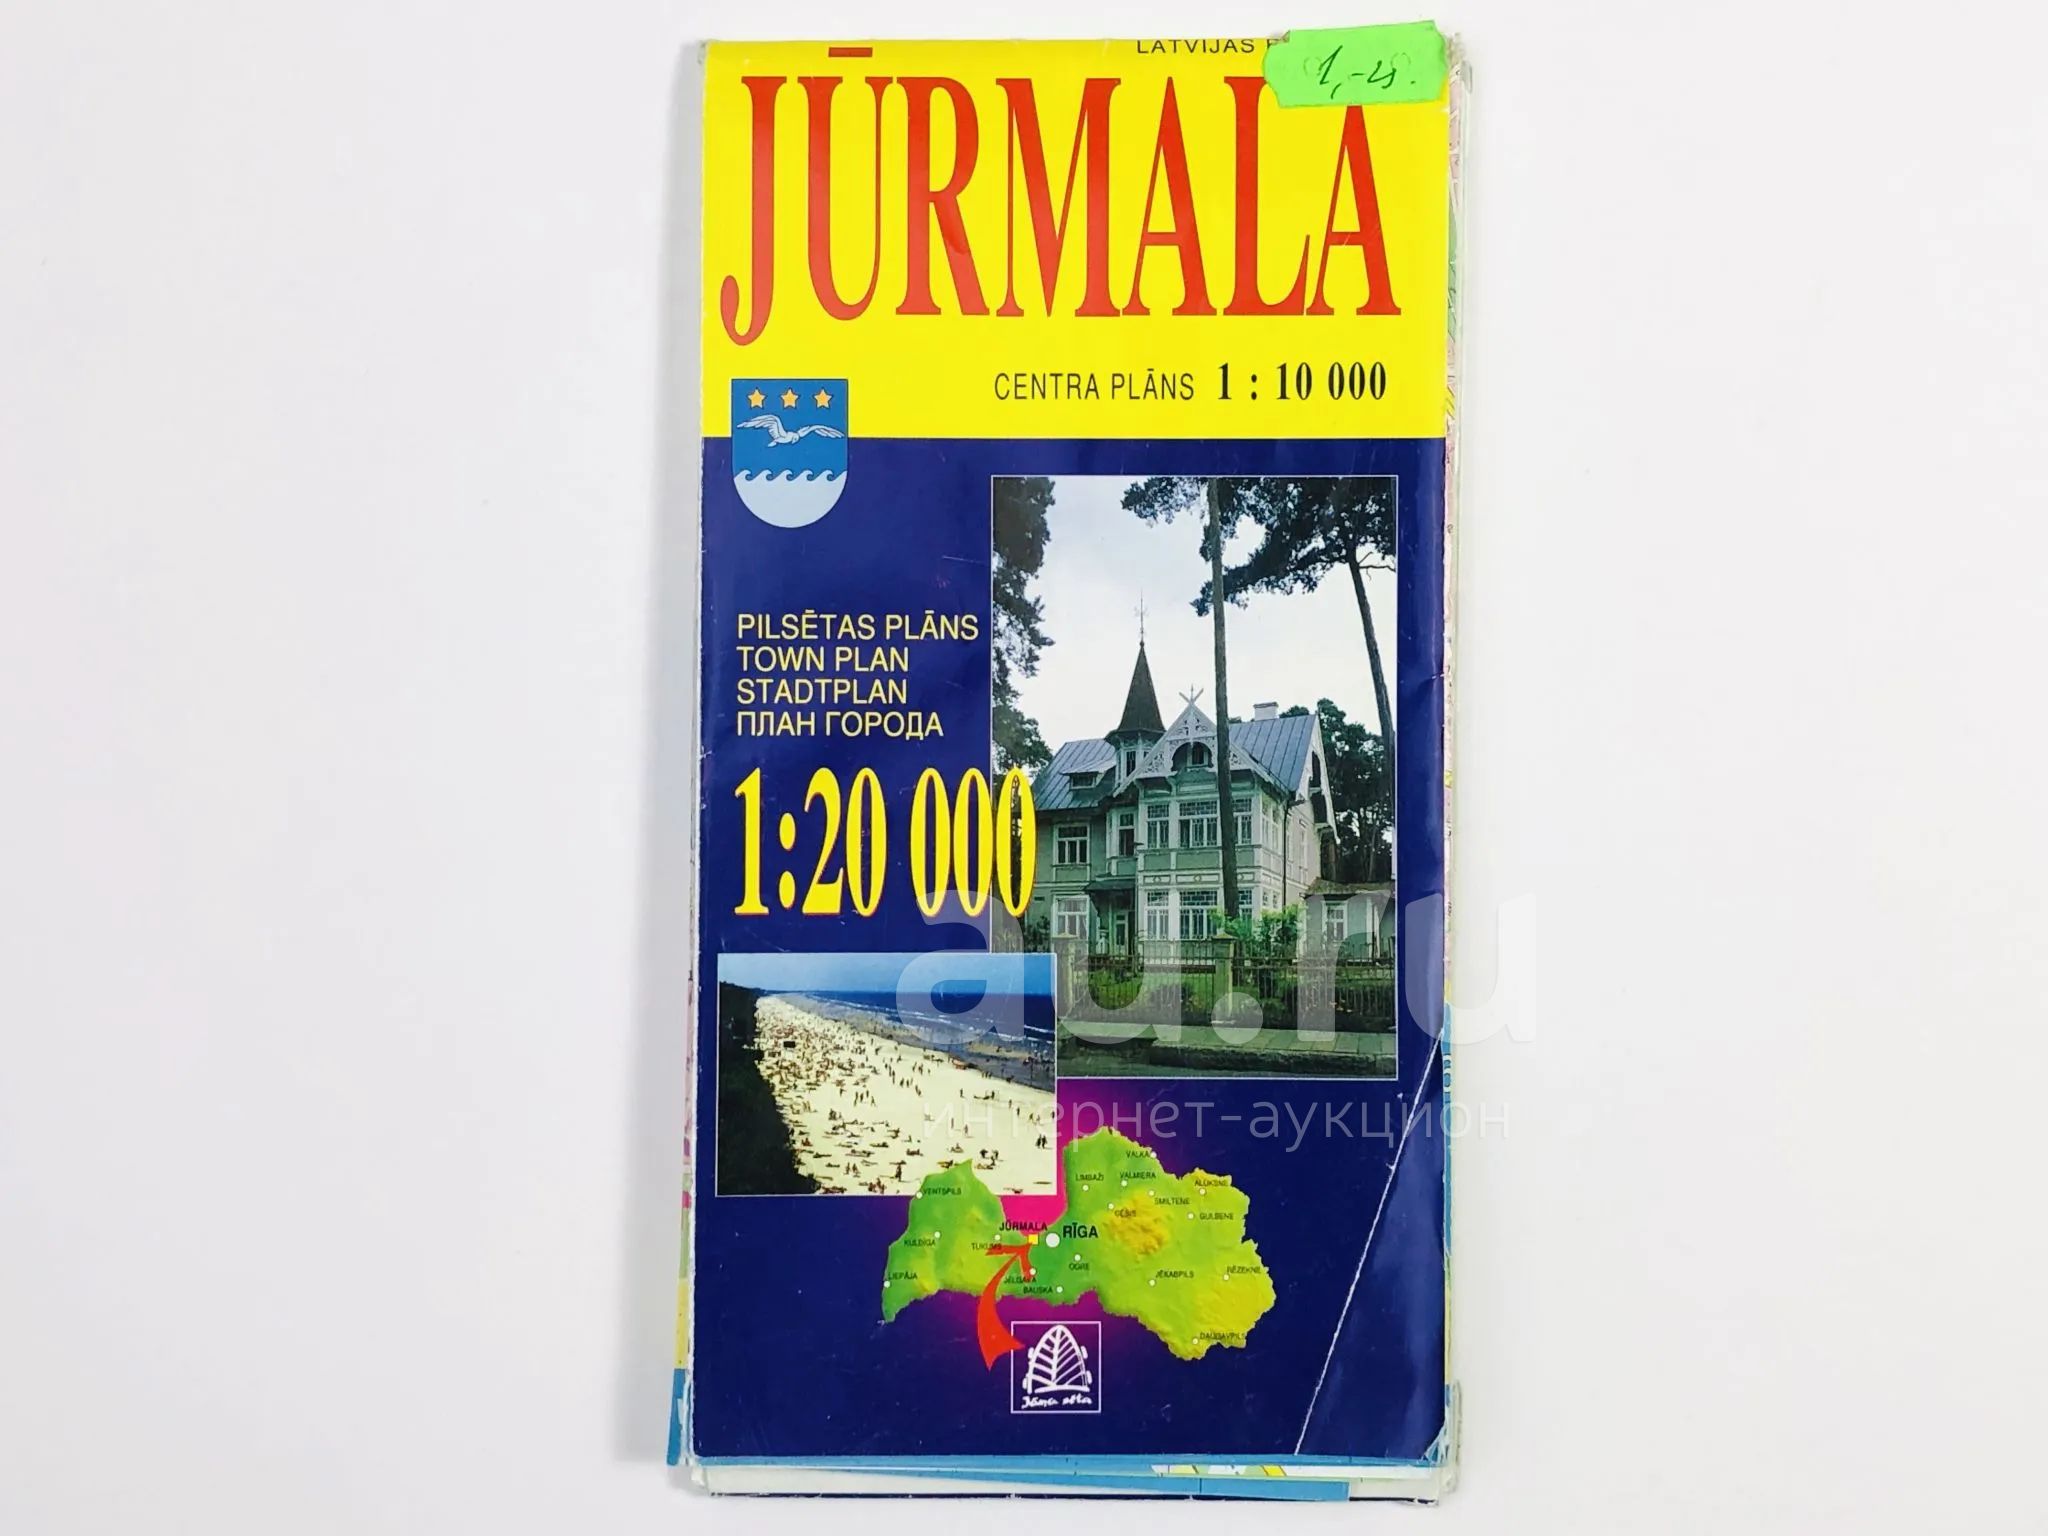 LATVIJAS
1,-
JŪRMALA
CENTRA PLĀNS 1 : 10 000
PILSĒTAS PLĀNS
TOWN PLAN
STADTPLAN
ПЛАН ГОРОДА
1:20 000
au.ru
интернет-аукцион
VALKA
LIMBAŽI VALMIERA ALŪKSNE
VENTSPILS SMILTENE
CĒSIS GULBENE
JŪRMALA RĪGA
KULDĪGA TUKUMS
OGRE
LIEPĀJA JELGAVA JĒKABPILS RĒZEKNE
BAUSKA
DAUGAVPILS
Jāņa sēta